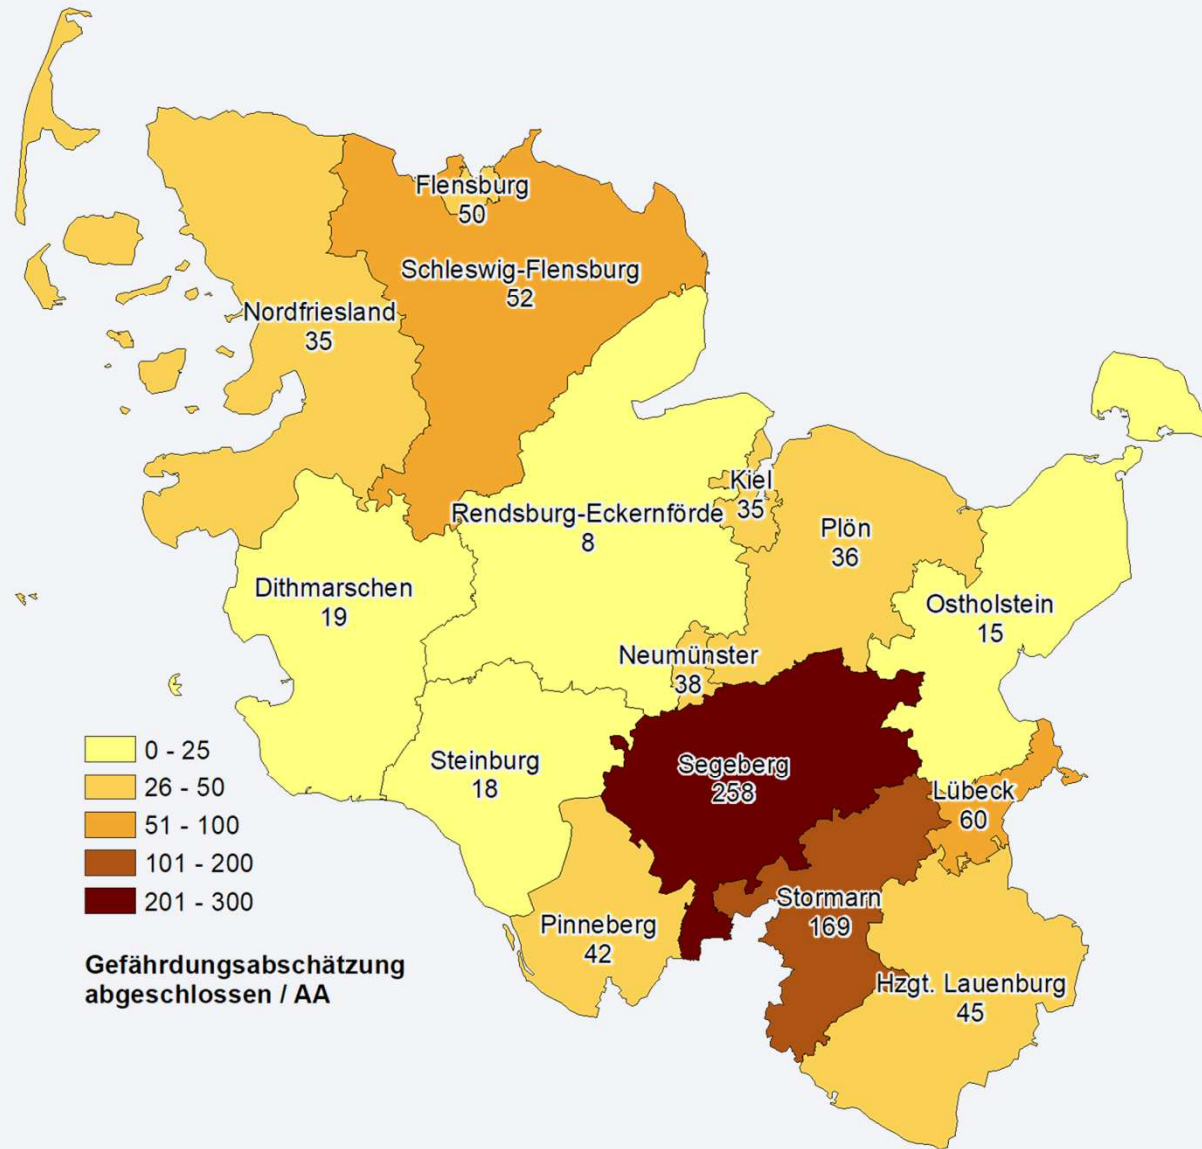 Flensburg
50
Schleswig-Flensburg
52
Nordfriesland
35
Kiel
35
Rendsburg-Eckernförde
8
Plön
36
Dithmarschen
19
Ostholstein
15
Neumünster
38
Steinburg
18
Segeberg
258
Lübeck
60
Stormarn
169
Pinneberg
42
Hzgt. Lauenburg
45
0 - 25
26 - 50
51 - 100
101 - 200
201 - 300
Gefährdungsabschätzung
abgeschlossen / AA